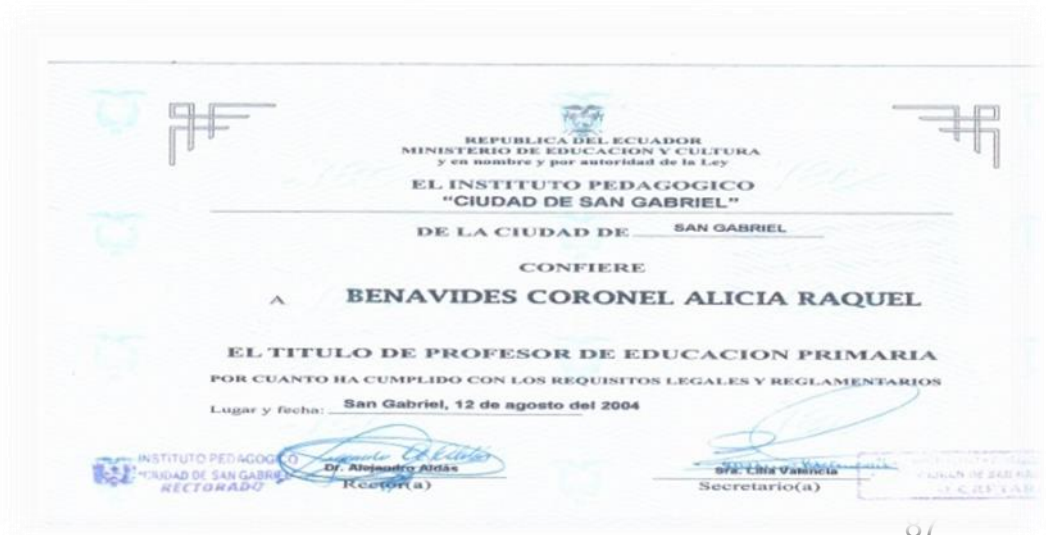 REPUBLICA DEL ECUADOR
MINISTERIO DE EDUCACION Y CULTURA
y en nombre y por autoridad de la Ley
EL INSTITUTO PEDAGOGICO
"CIUDAD DE SAN GABRIEL"
DE LA CIUDAD DE SAN GABRIEL
CONFIERE
A BENAVIDES CORONEL ALICIA RAQUEL
EL TITULO DE PROFESOR DE EDUCACION PRIMARIA
POR CUANTO HA CUMPLIDO CON LOS REQUISITOS LEGALES Y REGLAMENTARIOS
Lugar y fecha: San Gabriel, 12 de agosto del 2004
INSTITUTO PEDAGOGICO
"CIUDAD DE SAN GABRIEL
RECTORADO
Dr. Alejandro Aldás
Rector(a)
Sra. Lilia Valencia
Secretario(a)